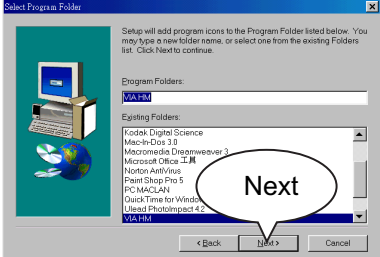 Select Program Folder
Setup will add program icons to the Program Folder listed below. You
may type a new folder name, or select one from the existing Folders
list. Click Next to continue.
Program Folders:
VIA HM
Existing Folders:
Kodak Digital Science
Mac-In-Dos 3.0
Macromedia Dreamweaver 3
Microsoft Office 工具
Norton AntiVirus
Paint Shop Pro 5
PC MACLAN
QuickTime for Windo
Ulead PhotoImpact 4.2
VIA HM
Next
< Back
Next >
Cancel